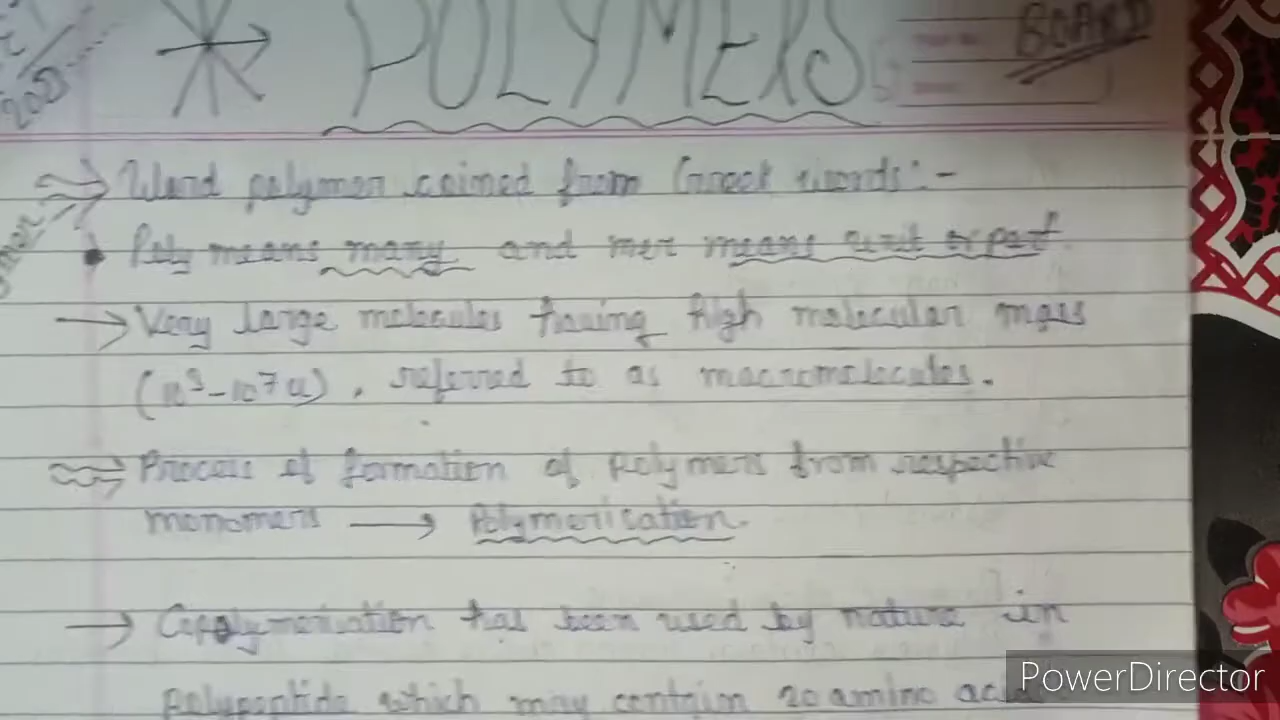 POLYMERS
BOARD
Word polymer coined from Greek words:-
Poly means many and mer means unit or part
Very large molecules having high molecular mass
(10³-10⁷u), referred to as macromolecules.
Process of formation of polymers from respective
monomers → Polymerisation.
Copolymerisation has been used by nature in
polypeptide which may contain 20 amino acid
PowerDirector